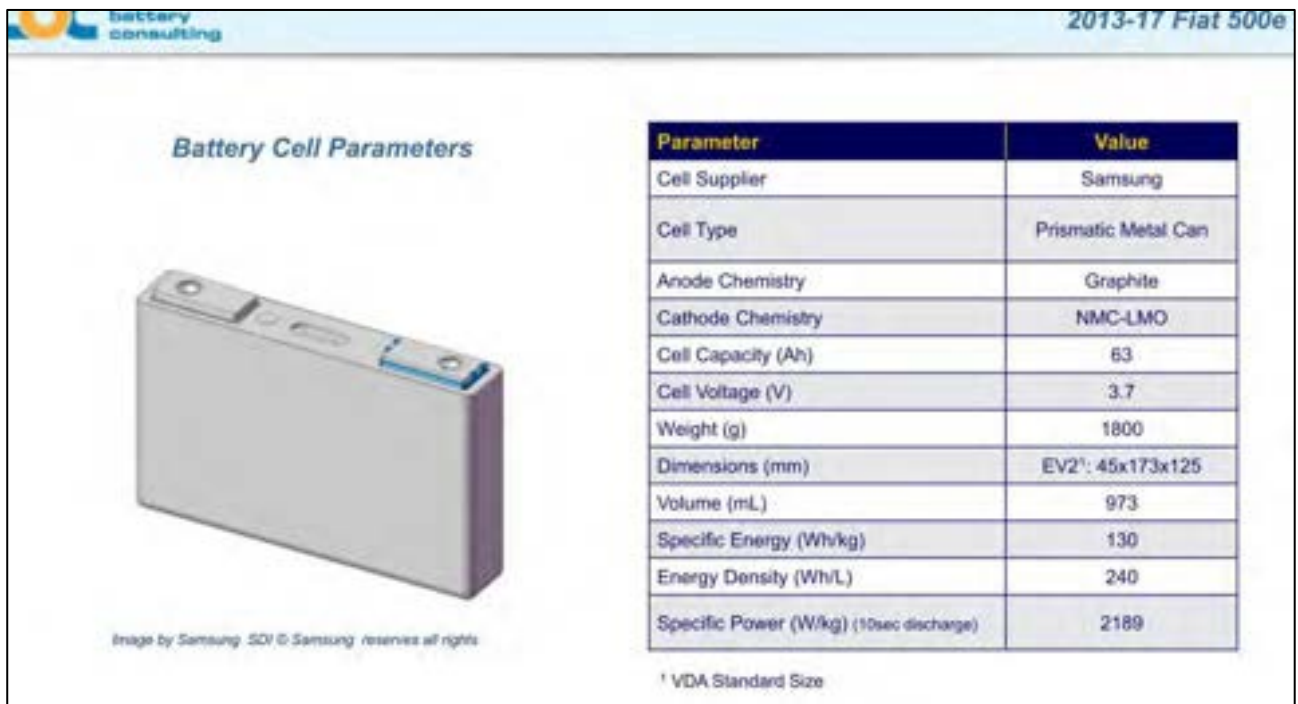 battery
consulting
2013-17 Fiat 500e
Battery Cell Parameters
Parameter Value
Cell Supplier Samsung
Cell Type Prismatic Metal Can
Anode Chemistry Graphite
Cathode Chemistry NMC-LMO
Cell Capacity (Ah) 63
Cell Voltage (V) 3.7
Weight (g) 1800
Dimensions (mm) EV2¹: 45x173x125
Volume (mL) 973
Specific Energy (Wh/kg) 130
Energy Density (Wh/L) 240
Specific Power (W/kg) (10sec discharge) 2189
Image by Samsung SDI © Samsung reserves all rights
¹ VDA Standard Size